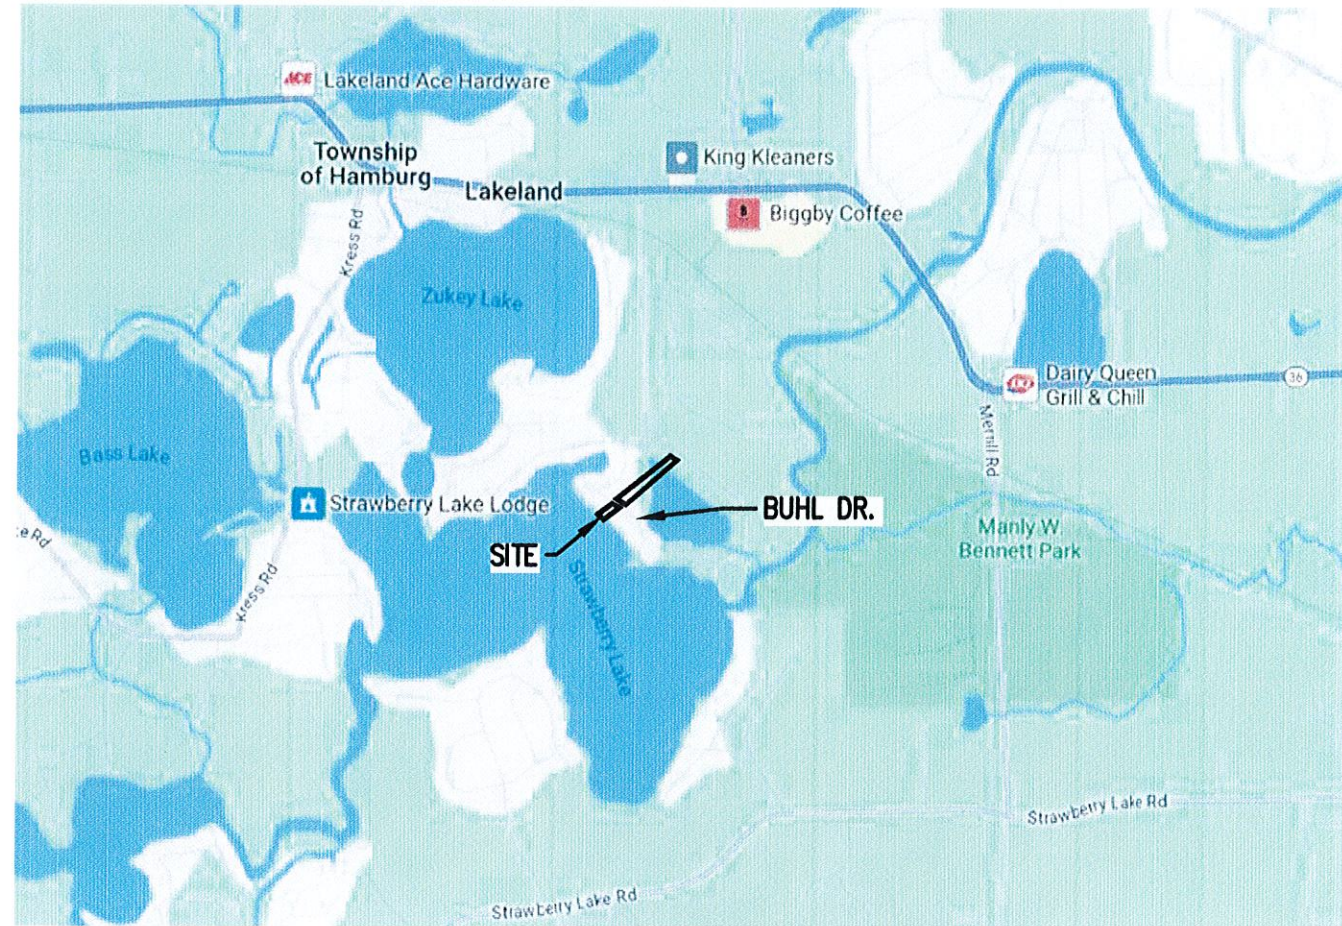 ACE Lakeland Ace Hardware
Township
of Hamburg
Lakeland
King Kleaners
B Biggby Coffee
Kress Rd
Zukey Lake
Dairy Queen
Grill & Chill
36
Merrill Rd
Bass Lake
Strawberry Lake Lodge
BUHL DR.
SITE
Manly W.
Bennett Park
e Rd
Kress Rd
Strawberry Lake
Strawberry Lake Rd
Strawberry Lake Rd